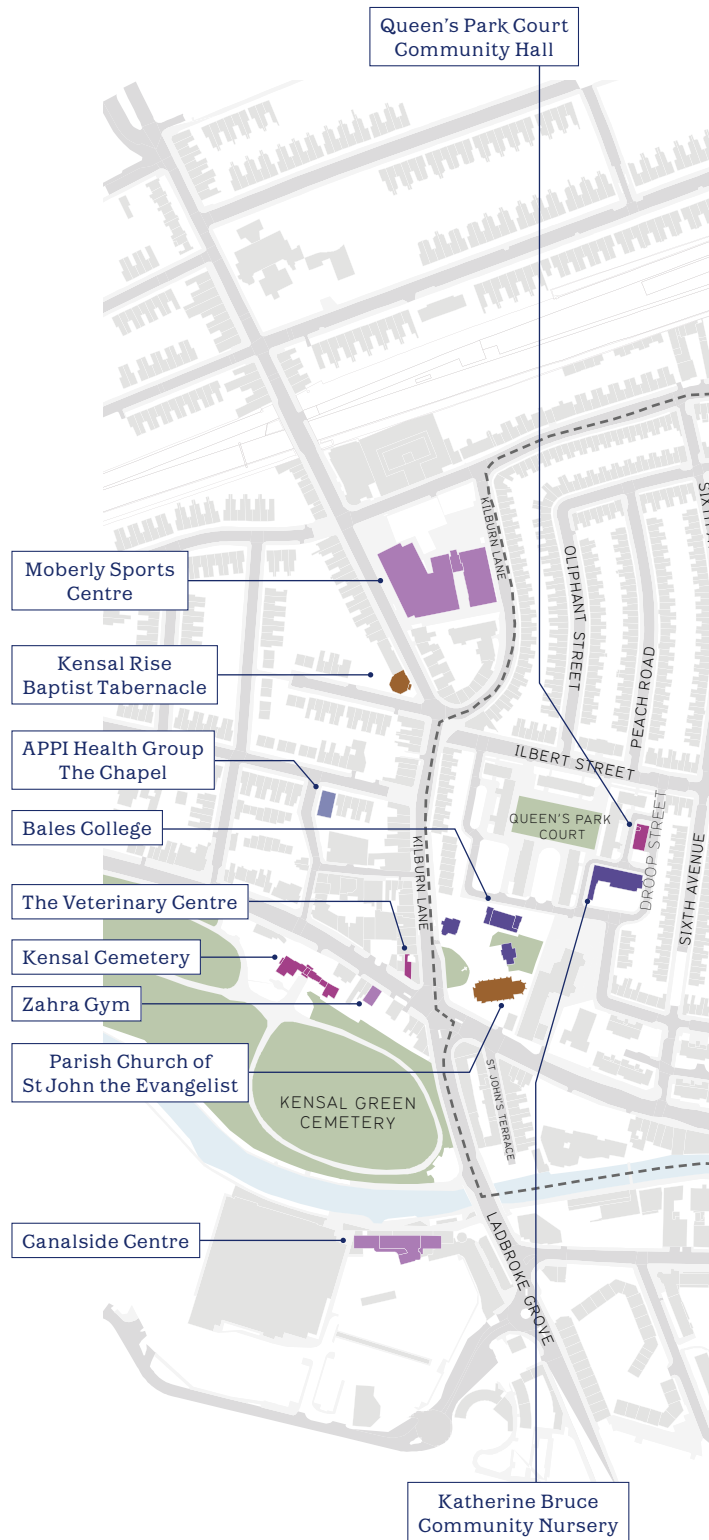 Queen's Park Court
Community Hall
KILBURN LANE
SIXTH A
OLIPHANT STREET
PEACH ROAD
Moberly Sports
Centre
Kensal Rise
Baptist Tabernacle
ILBERT STREET
APPI Health Group
The Chapel
QUEEN'S PARK
COURT
DROOP STREET
Bales College
KILBURN LANE
SIXTH AVENUE
The Veterinary Centre
Kensal Cemetery
Zahra Gym
Parish Church of
St John the Evangelist
ST JOHN'S TERRACE
KENSAL GREEN
CEMETERY
Canalside Centre
LADBROKE GROVE
Katherine Bruce
Community Nursery